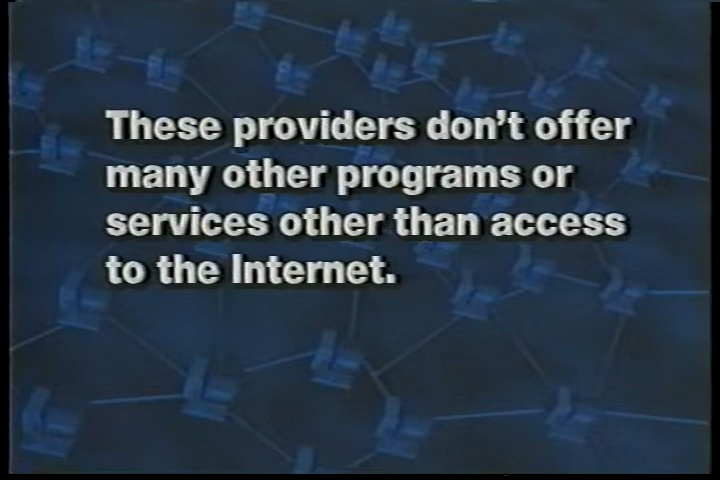 These providers don't offer
many other programs or
services other than access
to the Internet.